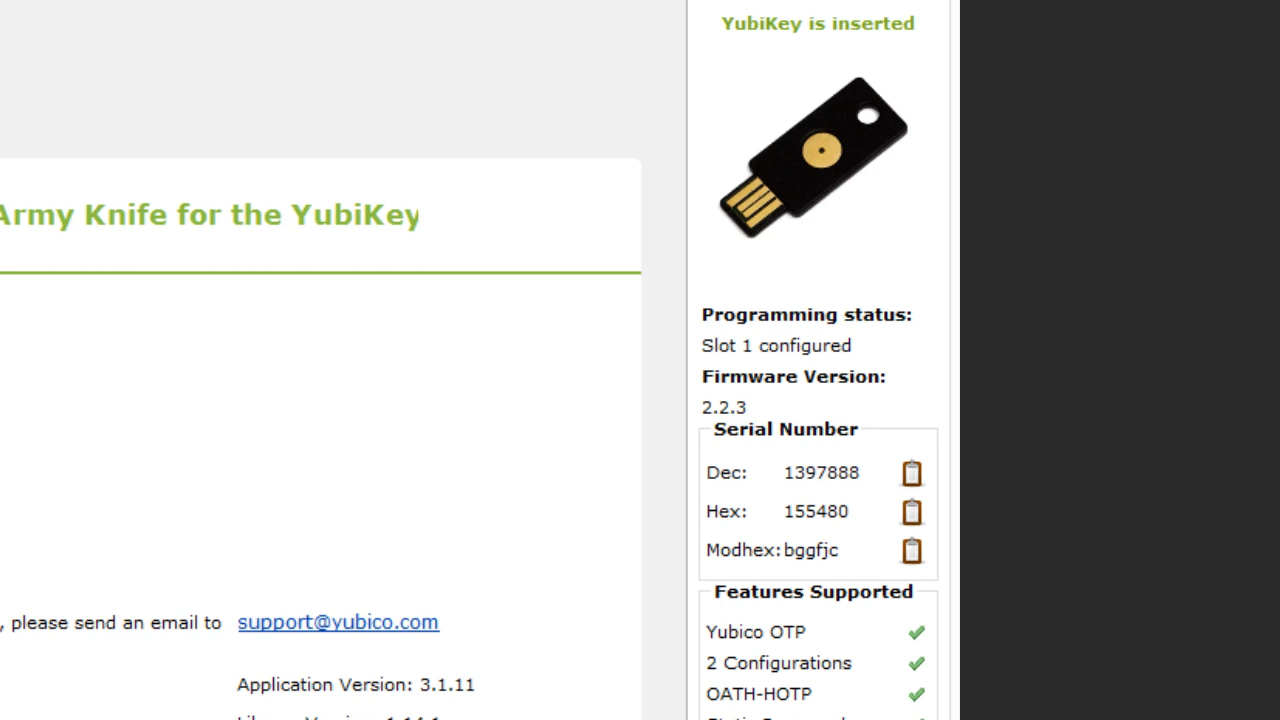 YubiKey is inserted
Army Knife for the YubiKey
Programming status:
Slot 1 configured
Firmware Version:
2.2.3
Serial Number
Dec: 1397888
Hex: 155480
Modhex: bggfjc
Features Supported
Yubico OTP
2 Configurations
OATH-HOTP
, please send an email to support@yubico.com
Application Version: 3.1.11